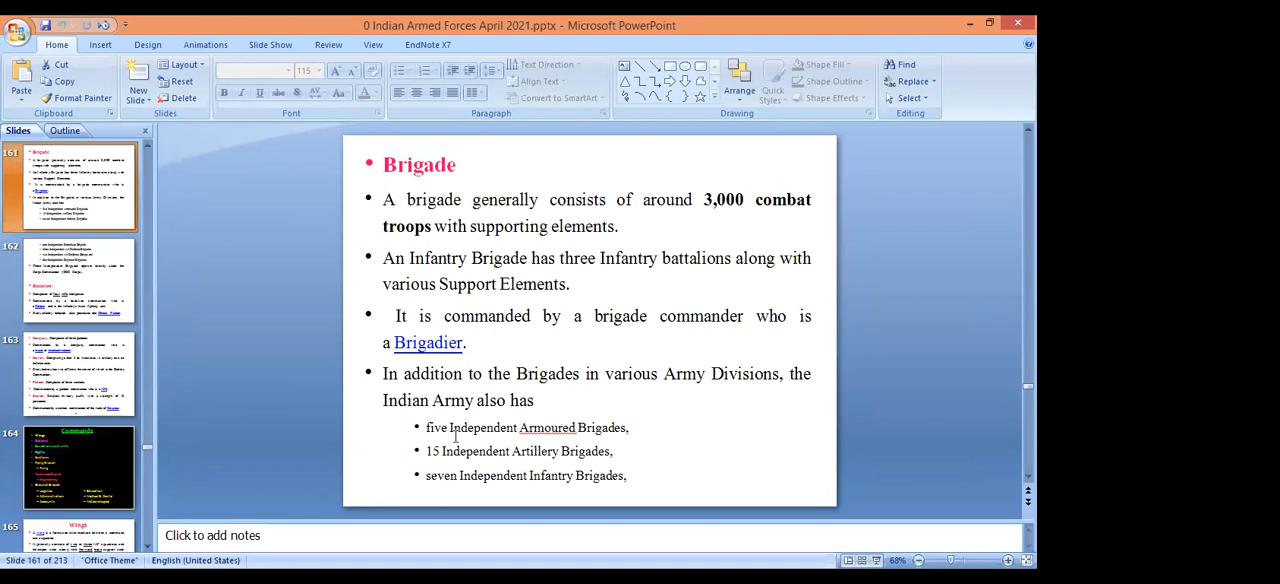 0 Indian Armed Forces April 2021.pptx - Microsoft PowerPoint
Home Insert Design Animations Slide Show Review View EndNote X7
Cut Layout 115 Text Direction Shape Fill Find
Paste Copy New Slide Reset Align Text Arrange Quick Styles Shape Outline Replace
Format Painter Delete B I U abe S AV Aa A Convert to SmartArt Shape Effects Select
Clipboard Slides Font Paragraph Drawing Editing
Slides Outline
161
162
163
164
Commands
165
Wings
• Brigade
• A brigade generally consists of around 3,000 combat
troops with supporting elements.
• An Infantry Brigade has three Infantry battalions along with
various Support Elements.
• It is commanded by a brigade commander who is
a Brigadier.
• In addition to the Brigades in various Army Divisions, the
Indian Army also has
• five Independent Armoured Brigades,
• 15 Independent Artillery Brigades,
• seven Independent Infantry Brigades,
Click to add notes
Slide 161 of 213 "Office Theme" English (United States) 68%